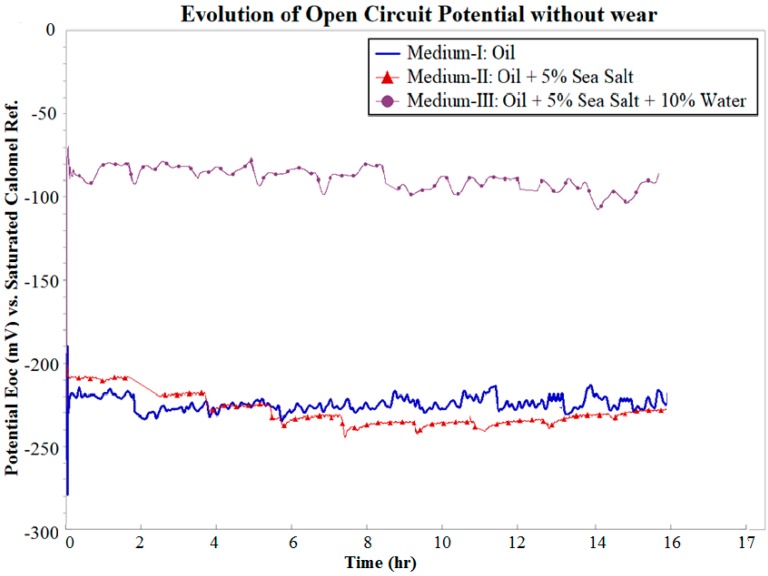 Evolution of Open Circuit Potential without wear
Medium-I: Oil
Medium-II: Oil + 5% Sea Salt
Medium-III: Oil + 5% Sea Salt + 10% Water
Potential Eoc (mV) vs. Saturated Calomel Ref.
0
-50
-100
-150
-200
-250
-300
0 2 4 6 8 10 12 14 16 17
Time (hr)